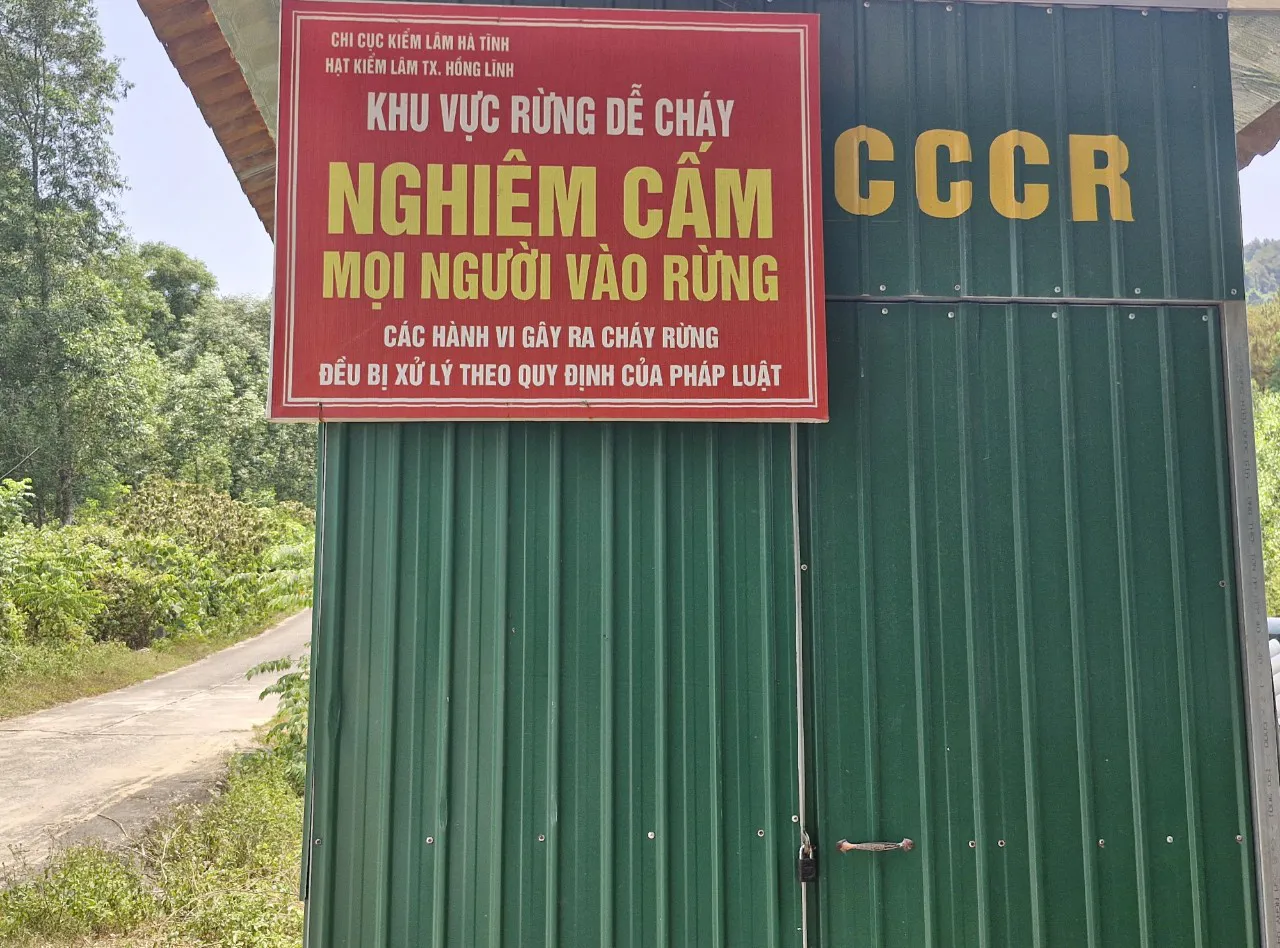 CHI CỤC KIỂM LÂM HÀ TĨNH
HẠT KIỂM LÂM TX. HỒNG LĨNH
KHU VỰC RỪNG DỄ CHÁY
NGHIÊM CẤM
MỌI NGƯỜI VÀO RỪNG
CÁC HÀNH VI GÂY RA CHÁY RỪNG
ĐỀU BỊ XỬ LÝ THEO QUY ĐỊNH CỦA PHÁP LUẬT
CCCR